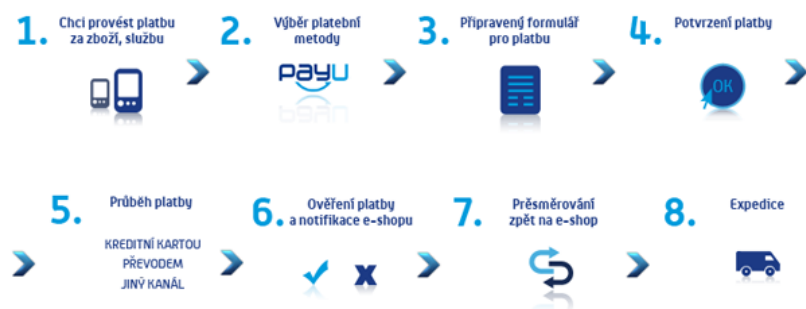 1. Chci provést platbu
za zboží, službu
2. Výběr platební
metody
PayU
3. Připravený formulář
pro platbu
4. Potvrzení platby
OK
5. Průběh platby
KREDITNÍ KARTOU
PŘEVODEM
JINÝ KANÁL
6. Ověření platby
a notifikace e-shopu
7. Přesměrování
zpět na e-shop
8. Expedice